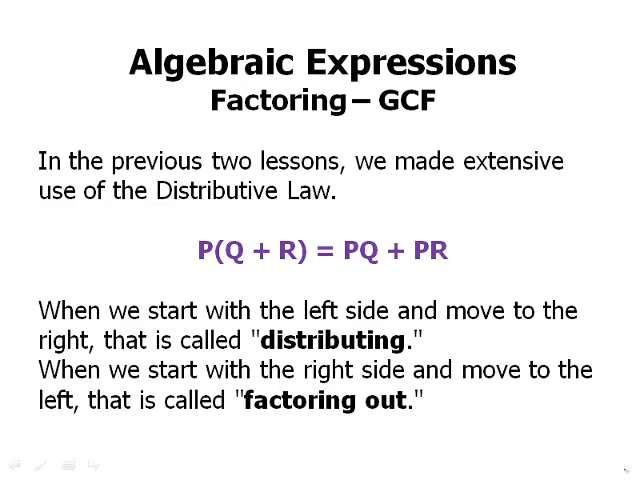 Algebraic Expressions
Factoring – GCF
In the previous two lessons, we made extensive
use of the Distributive Law.
P(Q + R) = PQ + PR
When we start with the left side and move to the
right, that is called "distributing."
When we start with the right side and move to the
left, that is called "factoring out."